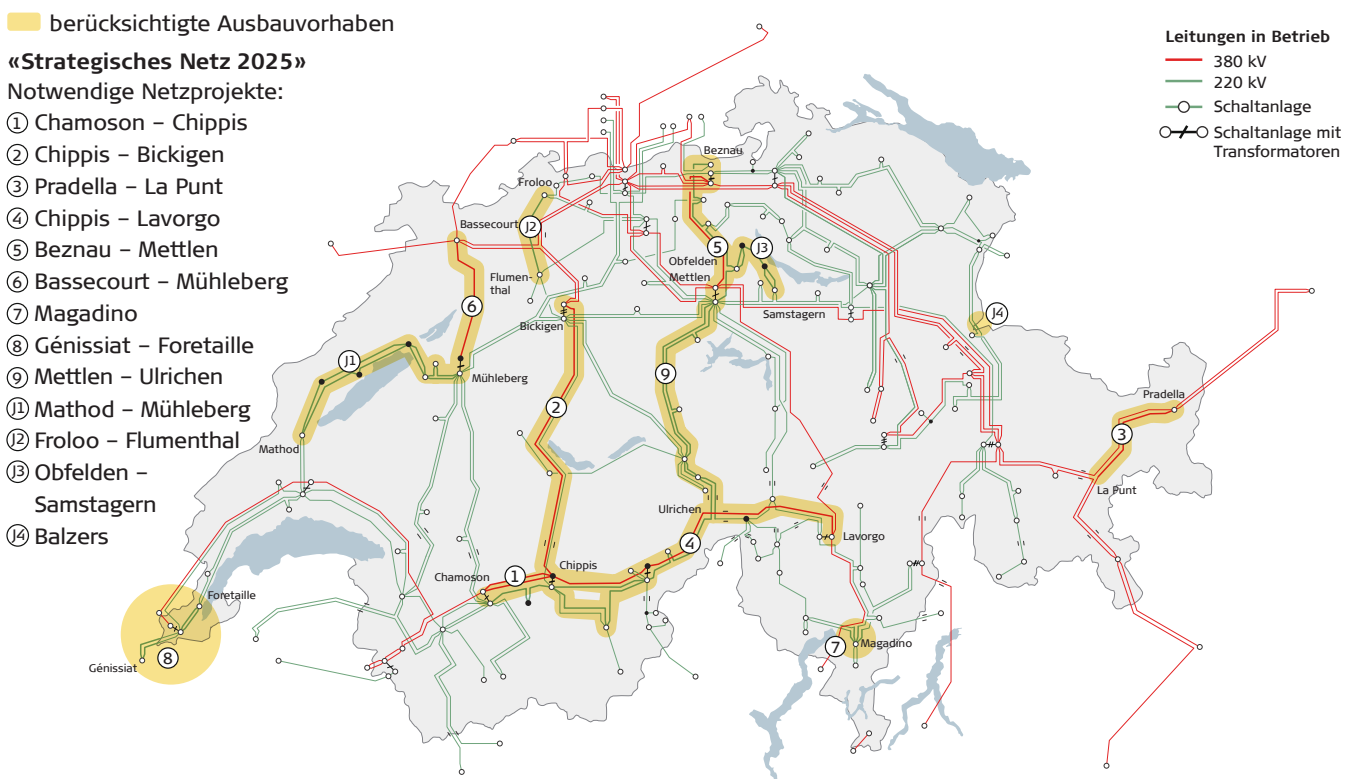 berücksichtigte Ausbauvorhaben
«Strategisches Netz 2025»
Notwendige Netzprojekte:
1 Chamoson – Chippis
2 Chippis – Bickigen
3 Pradella – La Punt
4 Chippis – Lavorgo
5 Beznau – Mettlen
6 Bassecourt – Mühleberg
7 Magadino
8 Génissiat – Foretaille
9 Mettlen – Ulrichen
J1 Mathod – Mühleberg
J2 Froloo – Flumenthal
J3 Obfelden –
Samstagern
J4 Balzers
Leitungen in Betrieb
380 kV
220 kV
Schaltanlage
Schaltanlage mit
Transformatoren
Beznau
Froloo
Bassecourt
J2
5
J3
Obfelden
Mettlen
Flumen-
thal
6
Samstagern
J4
Bickigen
J1
Mühleberg
9
Pradella
2
3
Mathod
La Punt
Ulrichen
4
Lavorgo
Chippis
Chamoson
1
Foretaille
7
Magadino
8
Génissiat